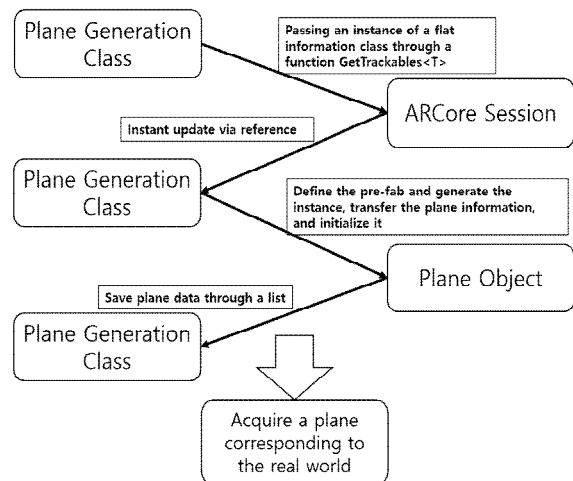 Plane Generation
Class
Passing an instance of a flat
information class through a
function GetTrackables<T>
ARCore Session
Instant update via reference
Plane Generation
Class
Define the pre-fab and generate the
instance, transfer the plane information,
and initialize it
Plane Object
Save plane data through a list
Plane Generation
Class
Acquire a plane
corresponding to
the real world